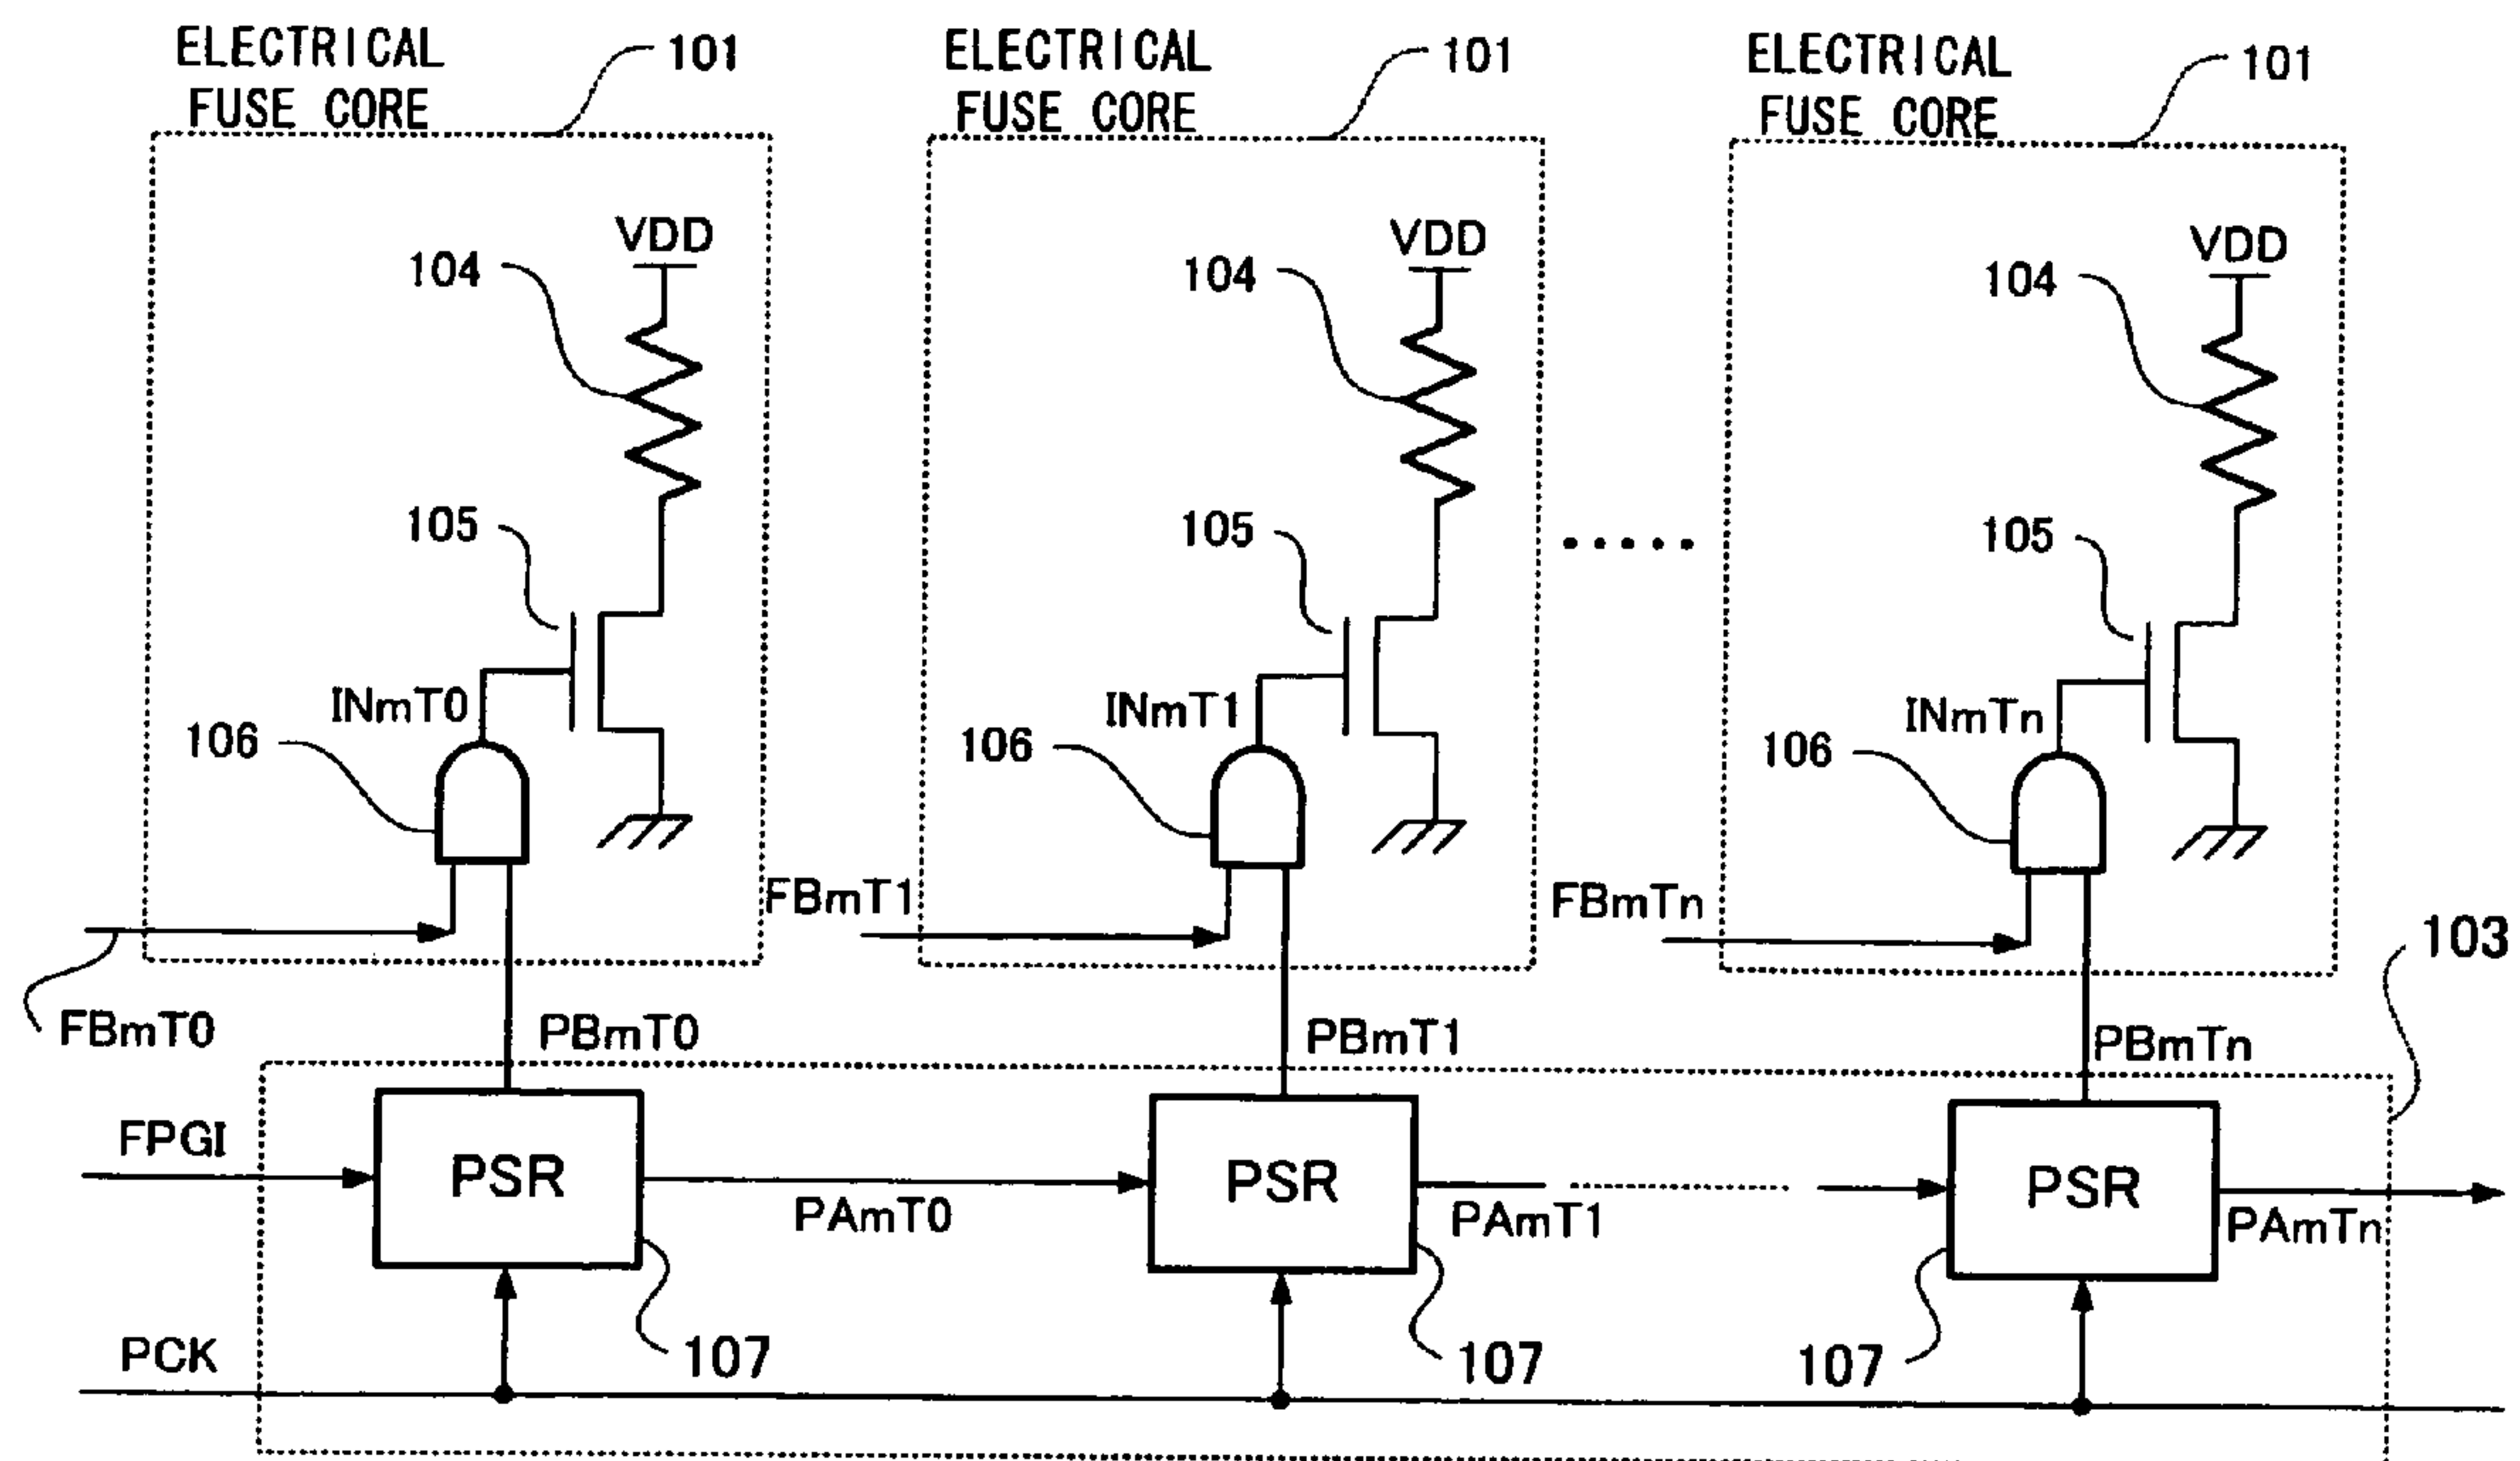 ELECTRICAL
FUSE CORE
101
ELECTRICAL
FUSE CORE
101
ELECTRICAL
FUSE CORE
101
VDD
104
VDD
104
VDD
104
105
105
.....
105
INmT0
106
INmT1
106
INmTn
106
FBmT1
FBmTn
103
FBmT0
PBmT0
PBmT1
PBmTn
FPGI
PSR
PAmT0
PSR
PAmT1
PSR
PAmTn
PCK
107
107
107